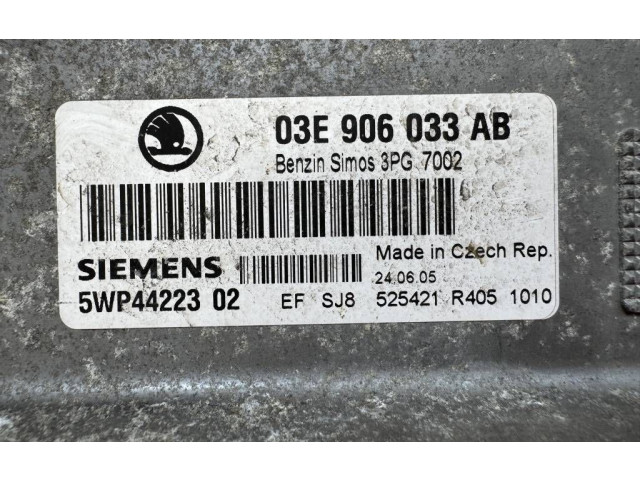 03E 906 033 AB
Benzin Simos 3PG 7002
SIEMENS
Made in Czech Rep.
24.06.05
5WP44223 02 EF SJ8 525421 R405 1010